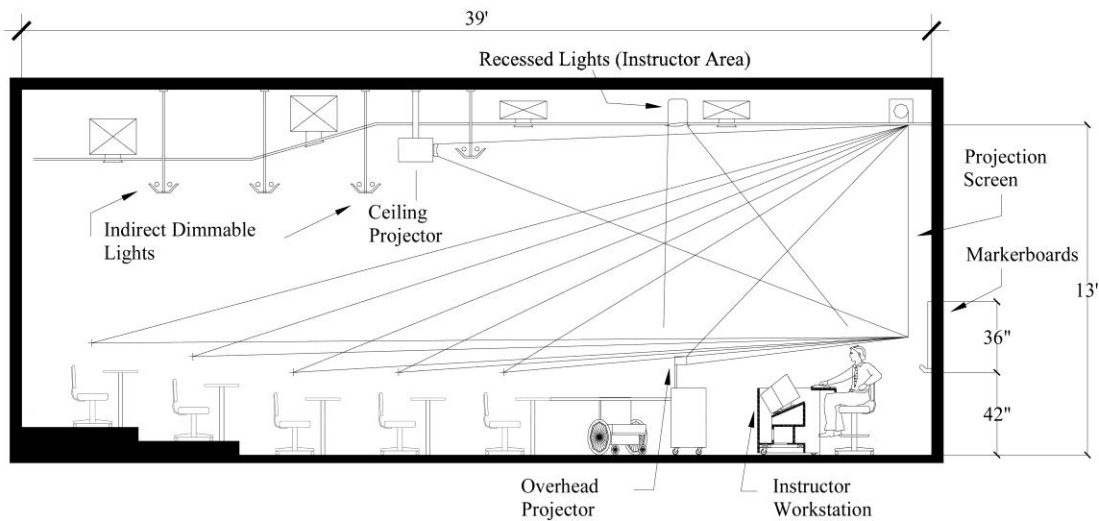 39'
Recessed Lights (Instructor Area)
Projection
Screen
Indirect Dimmable
Lights
Ceiling
Projector
Markerboards
13'
36"
42"
Overhead
Projector
Instructor
Workstation